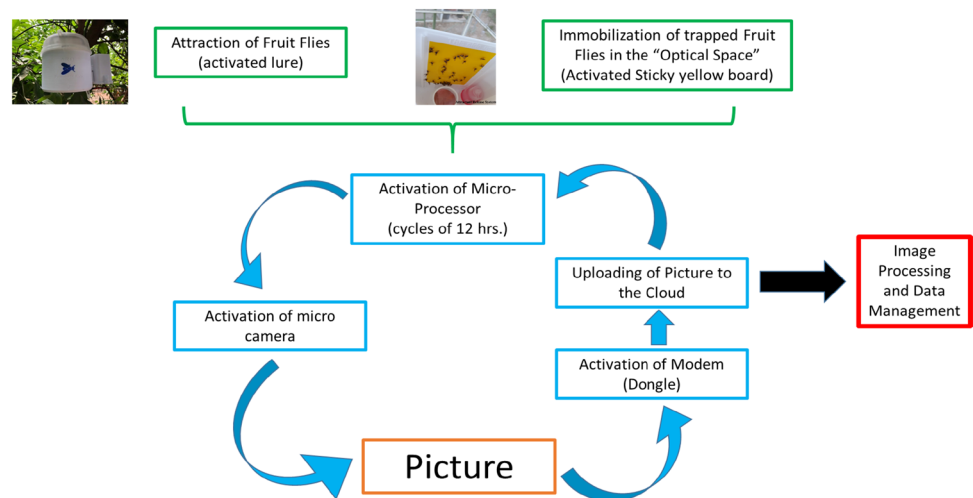 Attraction of Fruit Flies
(activated lure)
Immobilization of trapped Fruit
Flies in the “Optical Space”
(Activated Sticky yellow board)
Activation of Micro-
Processor
(cycles of 12 hrs.)
Uploading of Picture to
the Cloud
Image
Processing
and Data
Management
Activation of micro
camera
Activation of Modem
(Dongle)
Picture